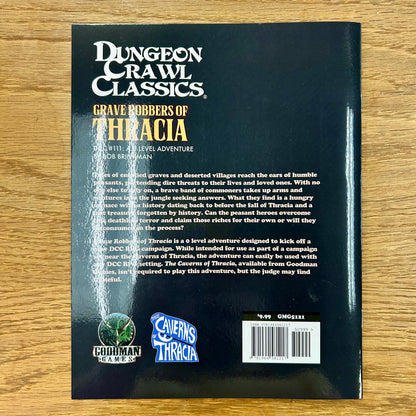 DUNGEON
CRAWL
CLASSICS®
GRAVE ROBBERS OF
THRACIA
DCC #111: A 0 LEVEL ADVENTURE
BOB BRINKMAN
of emptied graves and deserted villages reach the ears of humble
peasants, portending dire threats to their lives and loved ones. With no
else to rely on, a brave band of commoners takes up arms and
ventures into the jungle seeking answers. What they find is a hungry
menace with a history dating back to before the fall of Thracia and a
treasure forgotten by history. Can the peasant heroes overcome
deathless terror and claim those riches for their own or will they
be consumed in the process?
Grave Robbers of Thracia is a 0 level adventure designed to kick off a
new DCC RPG campaign. While intended for use as part of a campaign
near the Caverns of Thracia, the adventure can easily be used with
any DCC RPG setting. The Caverns of Thracia, available from Goodman
Games, isn't required to play this adventure, but the judge may find
it useful.
$9.99 GMG5121
GOODMAN
GAMES
CAVERNS
OF
THRACIA